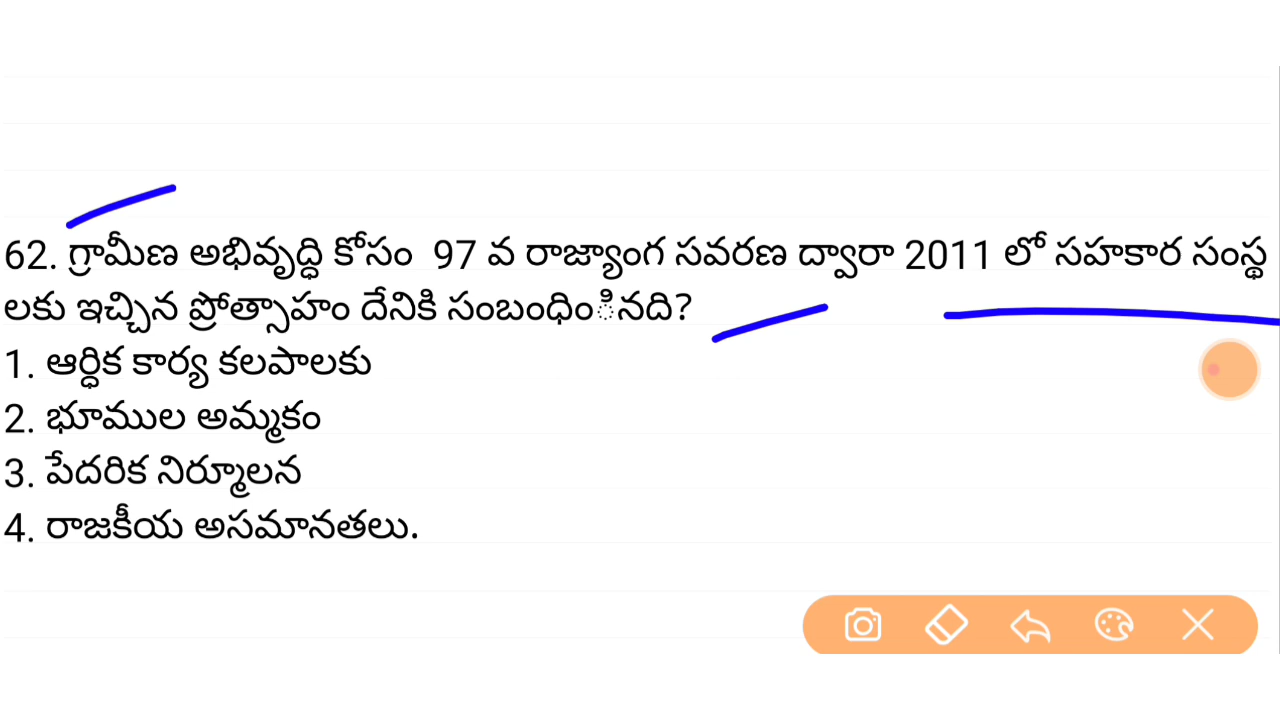 62. గ్రామీణ అభివృద్ధి కోసం 97 వ రాజ్యాంగ సవరణ ద్వారా 2011 లో సహకార సంస్థ
లకు ఇచ్చిన ప్రోత్సాహం దేనికి సంబంధించినది?
1. ఆర్ధిక కార్య కలపాలకు
2. భూముల అమ్మకం
3. పేదరిక నిర్మూలన
4. రాజకీయ అసమానతలు.